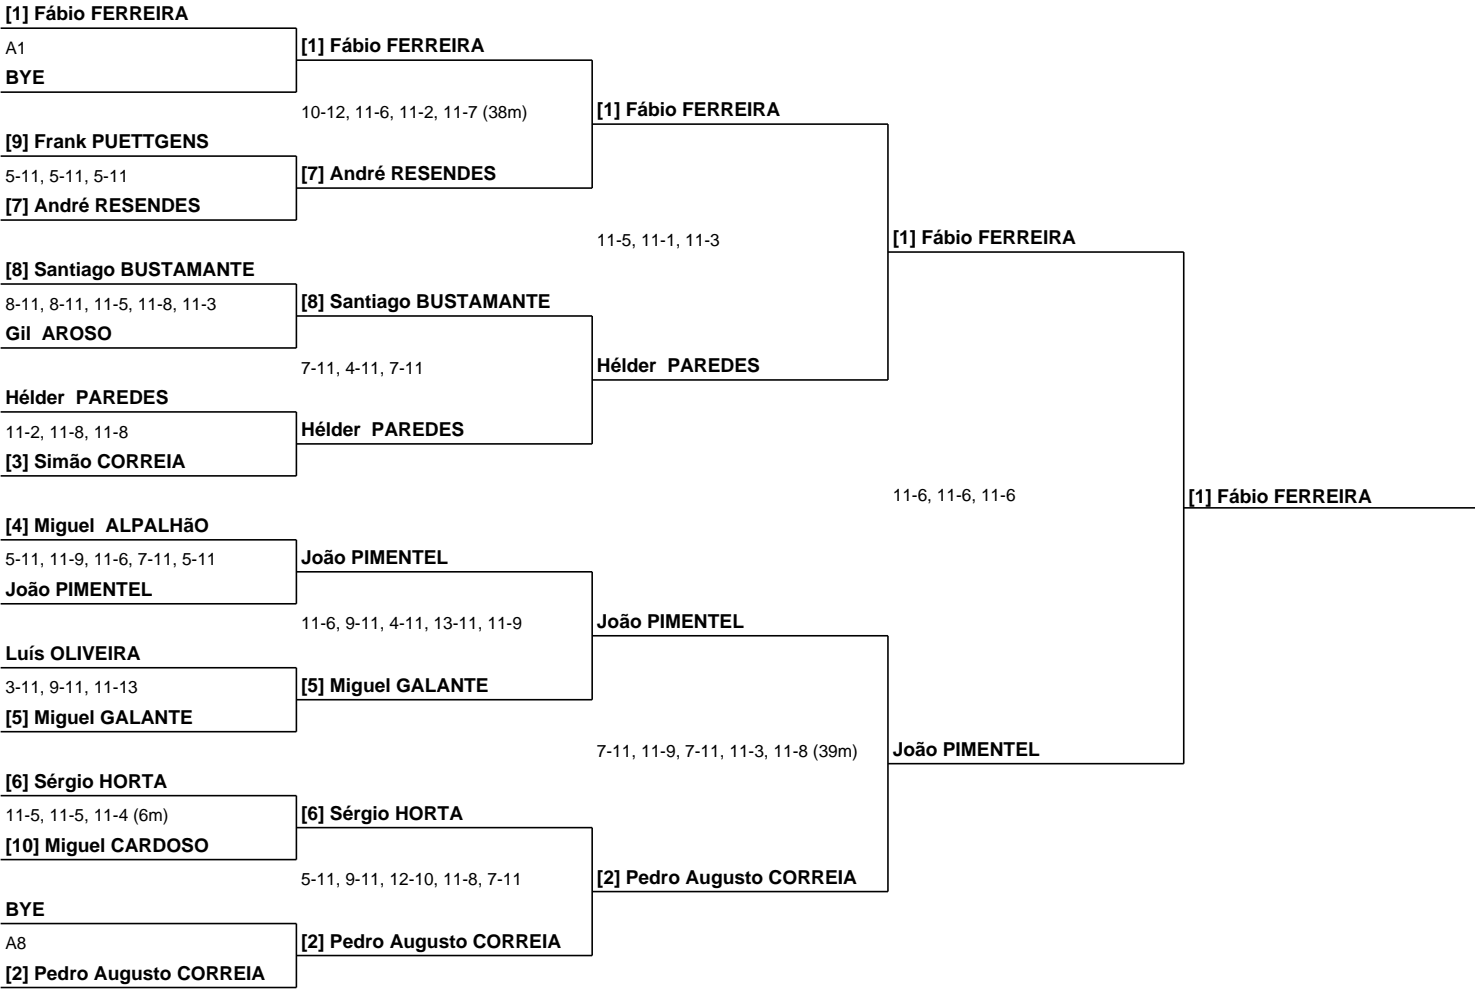 [1] Fábio FERREIRA
A1
BYE
[9] Frank PUETTGENS
5-11, 5-11, 5-11
[7] André RESENDES
[8] Santiago BUSTAMANTE
8-11, 8-11, 11-5, 11-8, 11-3
Gil  AROSO
Hélder  PAREDES
11-2, 11-8, 11-8
[3] Simão CORREIA
[4] Miguel  ALPALHãO
5-11, 11-9, 11-6, 7-11, 5-11
João PIMENTEL
Luís OLIVEIRA
3-11, 9-11, 11-13
[5] Miguel GALANTE
[6] Sérgio HORTA
11-5, 11-5, 11-4 (6m)
[10] Miguel CARDOSO
BYE
A8
[2] Pedro Augusto CORREIA
[1] Fábio FERREIRA
10-12, 11-6, 11-2, 11-7 (38m)
[7] André RESENDES
[8] Santiago BUSTAMANTE
7-11, 4-11, 7-11
Hélder  PAREDES
João PIMENTEL
11-6, 9-11, 4-11, 13-11, 11-9
[5] Miguel GALANTE
[6] Sérgio HORTA
5-11, 9-11, 12-10, 11-8, 7-11
[2] Pedro Augusto CORREIA
[1] Fábio FERREIRA
11-5, 11-1, 11-3
Hélder  PAREDES
João PIMENTEL
7-11, 11-9, 7-11, 11-3, 11-8 (39m)
[2] Pedro Augusto CORREIA
[1] Fábio FERREIRA
11-6, 11-6, 11-6
João PIMENTEL
[1] Fábio FERREIRA